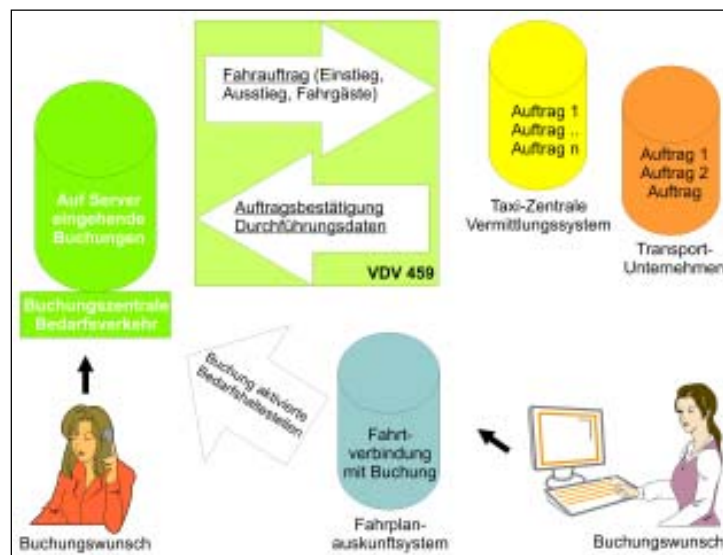 Fahrauftrag (Einstieg,
Ausstieg, Fahrgäste)
Auftragsbestätigung
Durchführungsdaten
VDV 459
Auf Server
eingehende
Buchungen
Buchungszentrale
Bedarfsverkehr
Auftrag 1
Auftrag ..
Auftrag n
Taxi-Zentrale
Vermittlungssystem
Auftrag 1
Auftrag 2
Auftrag
Transport-
Unternehmen
Buchung aktivierte
Bedarfshaltestellen
Fahrt-
verbindung
mit Buchung
Fahrplan-
auskunftsystem
Buchungswunsch
Buchungswunsch